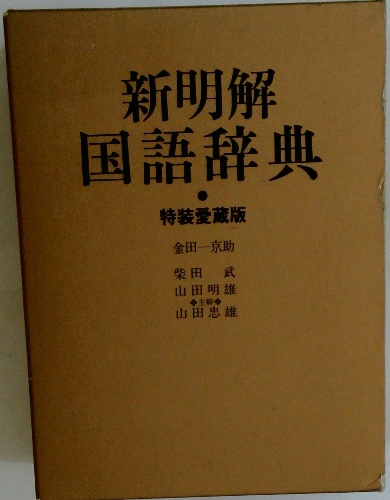 新明解
国語辞典
・
特装愛蔵版
金田一京助
柴田 武
山田明雄
❖主幹❖
山田忠雄